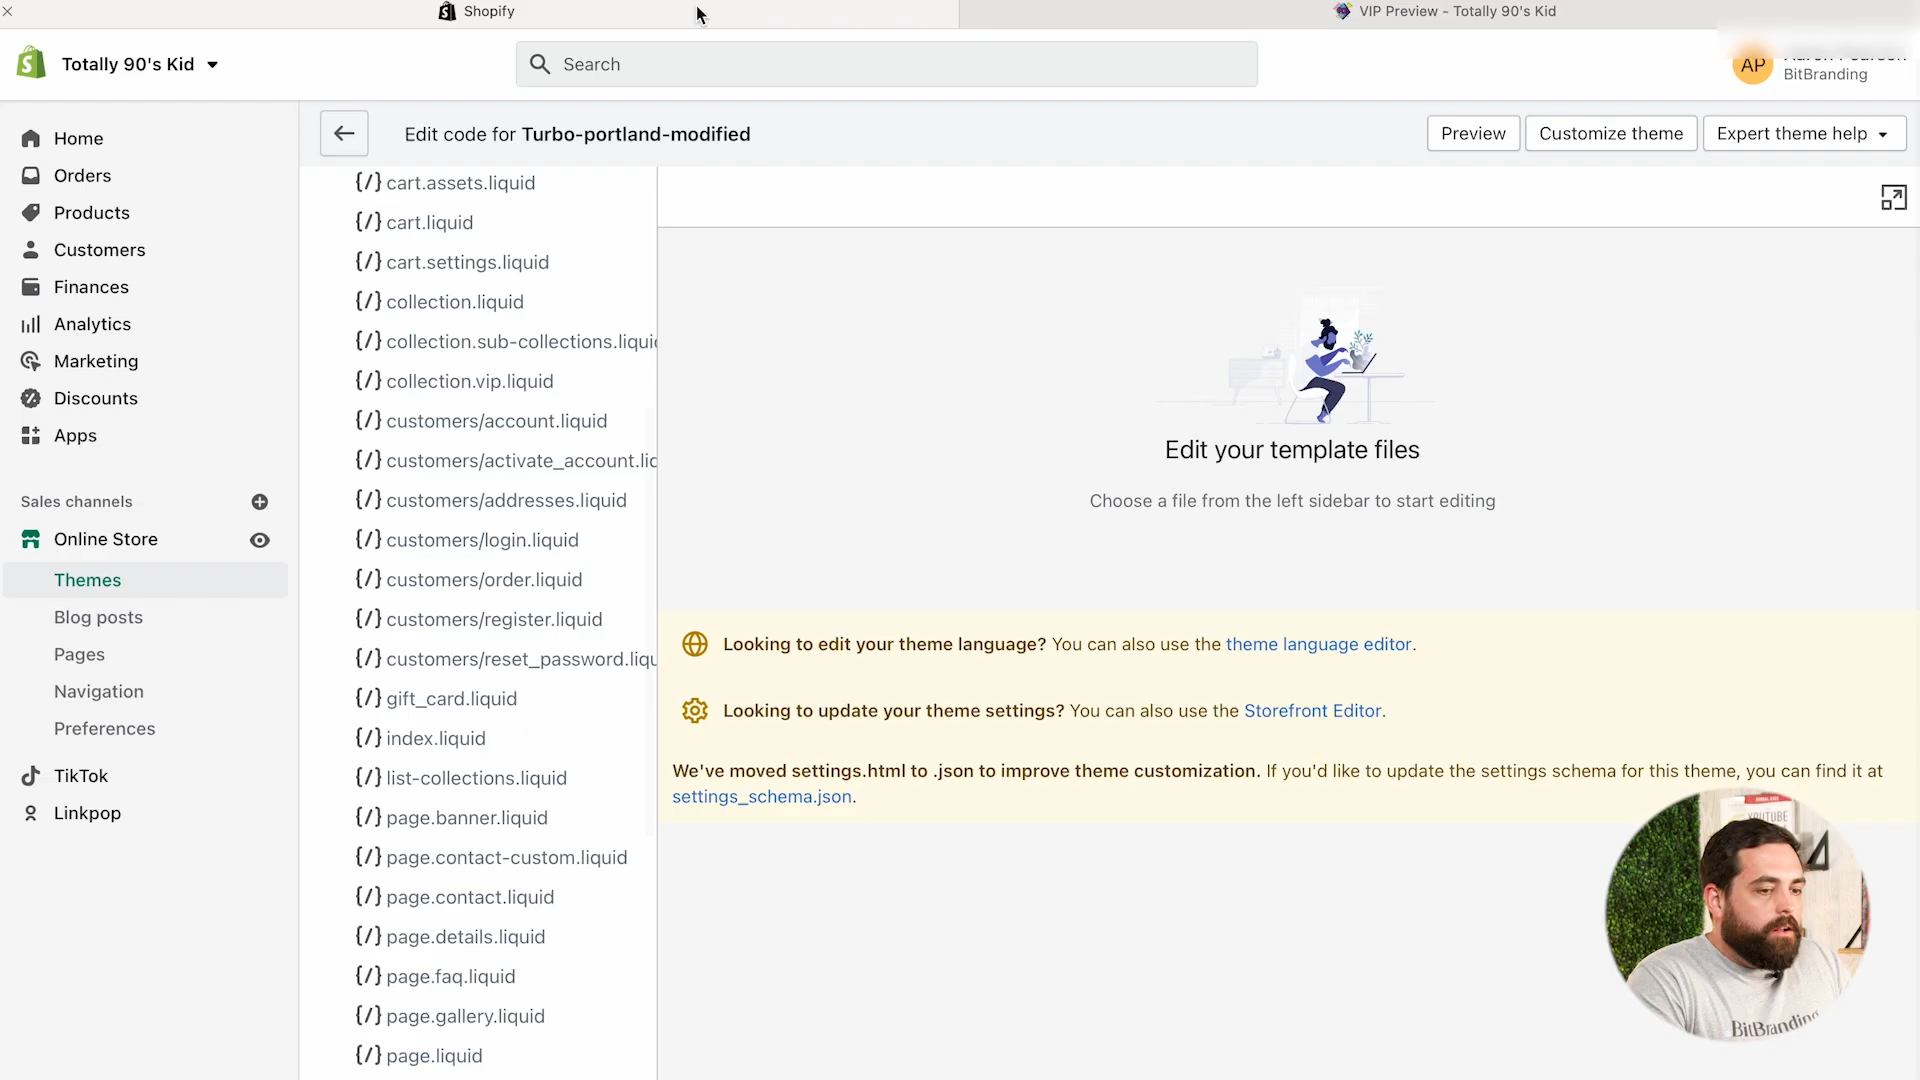 Shopify
VIP Preview - Totally 90's Kid
Totally 90's Kid
Search
AP
BitBranding
Home
Orders
Products
Customers
Finances
Analytics
Marketing
Discounts
Apps
Sales channels
Online Store
Themes
Blog posts
Pages
Navigation
Preferences
TikTok
Linkpop
Edit code for Turbo-portland-modified
Preview
Customize theme
Expert theme help
{/} cart.assets.liquid
{/} cart.liquid
{/} cart.settings.liquid
{/} collection.liquid
{/} collection.sub-collections.liquid
{/} collection.vip.liquid
{/} customers/account.liquid
{/} customers/activate_account.lic
{/} customers/addresses.liquid
{/} customers/login.liquid
{/} customers/order.liquid
{/} customers/register.liquid
{/} customers/reset_password.liqu
{/} gift_card.liquid
{/} index.liquid
{/} list-collections.liquid
{/} page.banner.liquid
{/} page.contact-custom.liquid
{/} page.contact.liquid
{/} page.details.liquid
{/} page.faq.liquid
{/} page.gallery.liquid
{/} page.liquid
Edit your template files
Choose a file from the left sidebar to start editing
Looking to edit your theme language? You can also use the theme language editor.
Looking to update your theme settings? You can also use the Storefront Editor.
We've moved settings.html to .json to improve theme customization. If you'd like to update the settings schema for this theme, you can find it at
settings_schema.json.
YOUTUBE
BitBranding